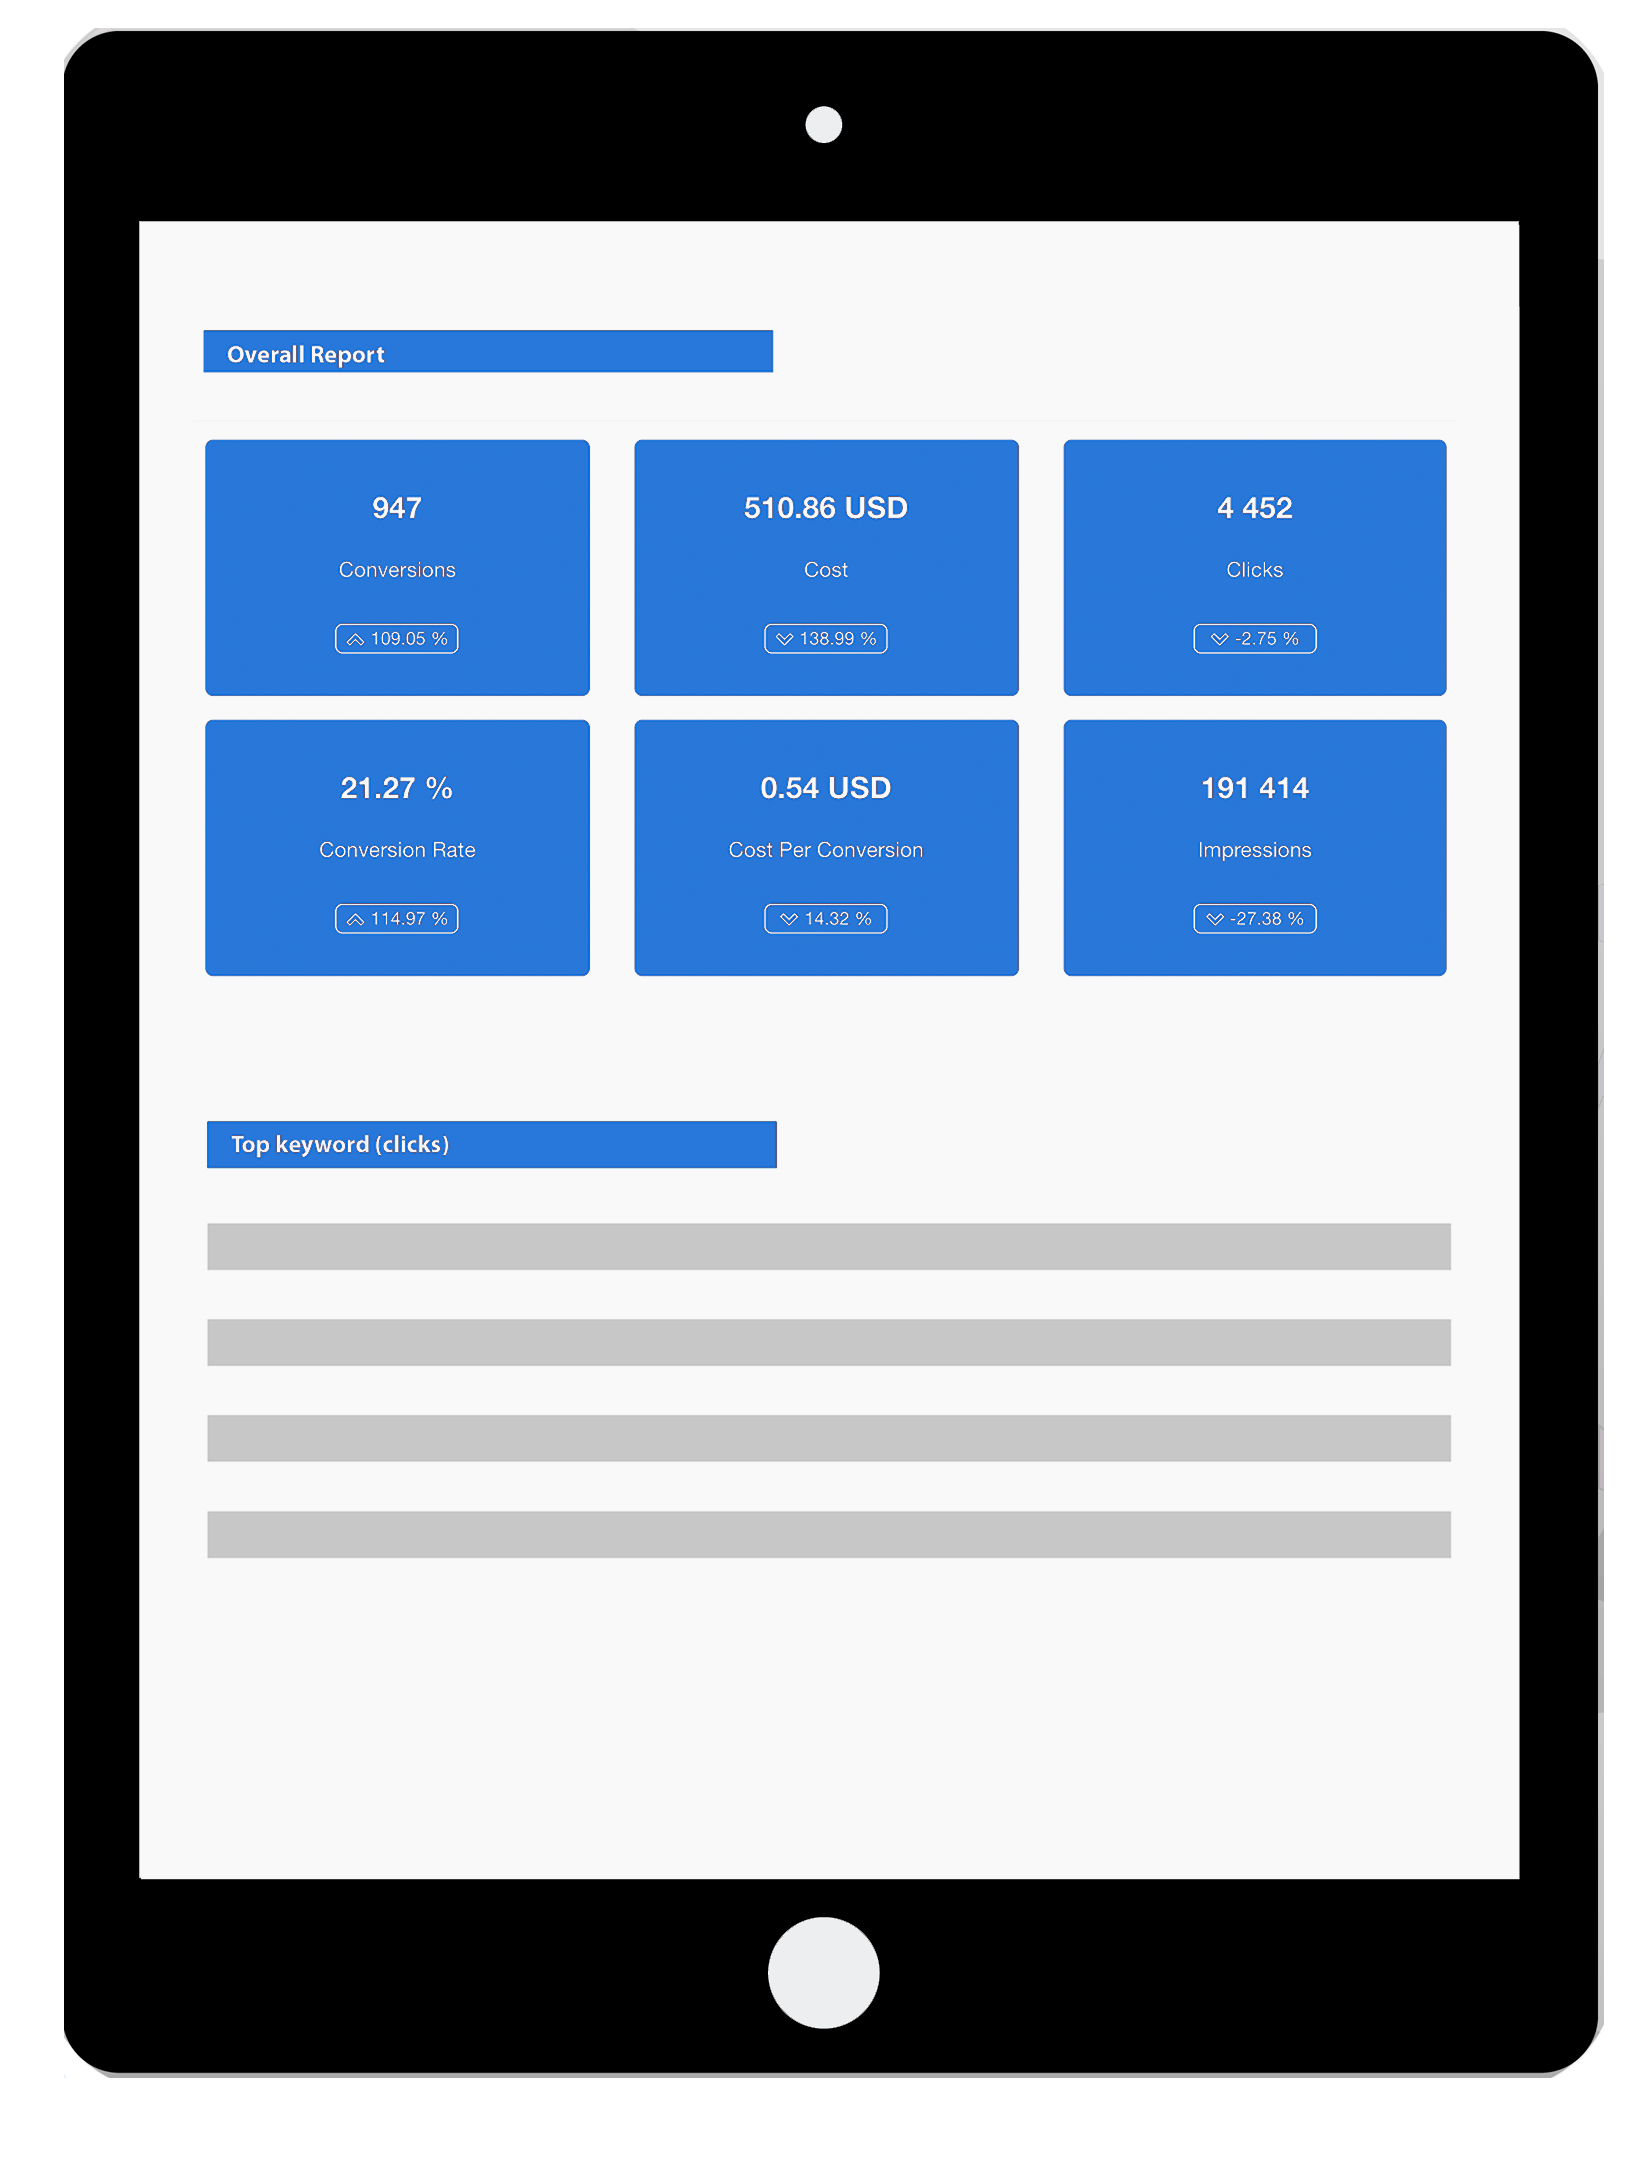 Overall Report
947
510.86 USD
4 452
Conversions
Cost
Clicks
109.05 %
138.99 %
-2.75 %
21.27 %
0.54 USD
191 414
Conversion Rate
Cost Per Conversion
Impressions
114.97 %
14.32 %
-27.38 %
Top keyword (clicks)